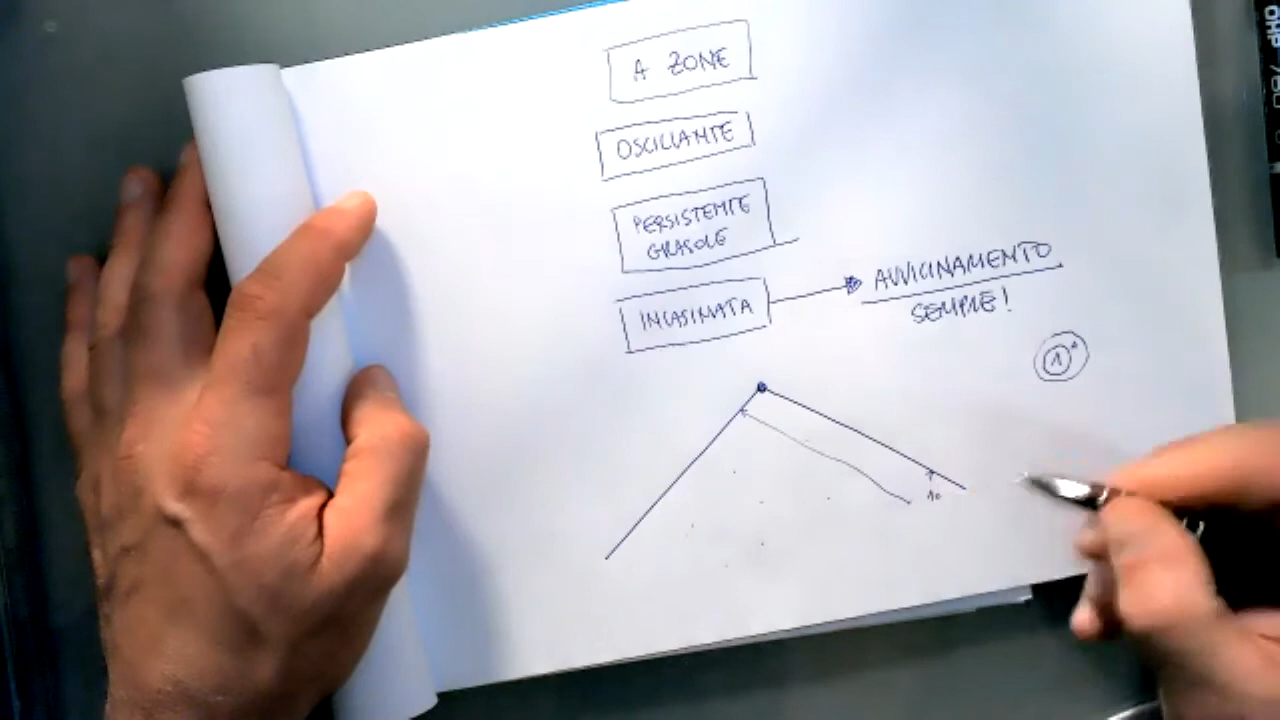 A ZONE
OSCILLANTE
PERSISTENTE
GIRASOLE
INCASINATA
AVVICINAMENTO
SEMPRE!
1°
10